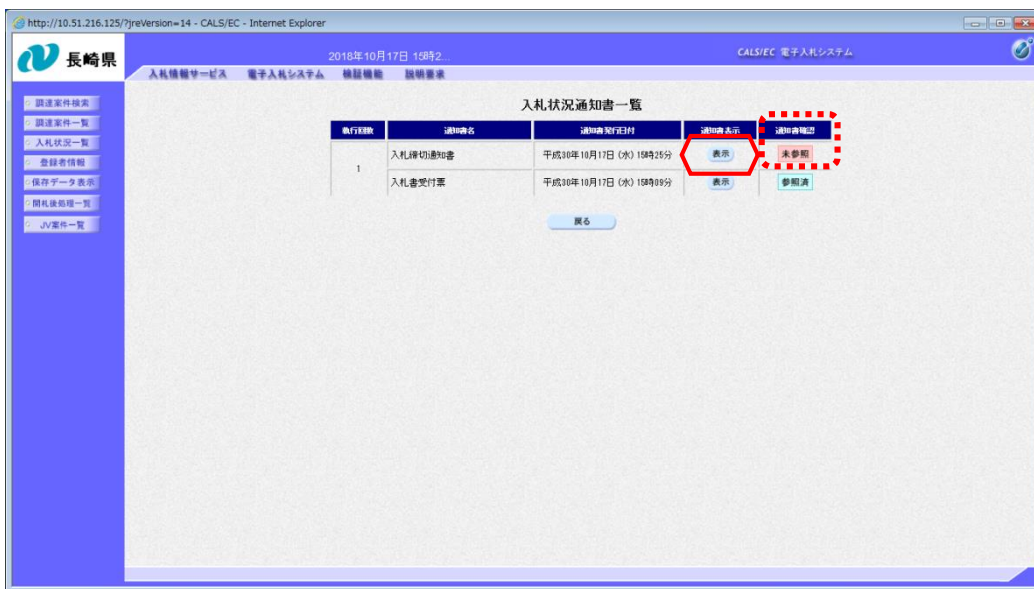 http://10.51.216.125/?jreVersion=14 - CALS/EC - Internet Explorer
長崎県
2018年10月17日 15時2...
CALS/EC 電子入札システム
入札情報サービス 電子入札システム 検証機能 説明要求
調達案件検索
調達案件一覧
入札状況一覧
登録者情報
保存データ表示
開札後処理一覧
JV案件一覧
入札状況通知書一覧
執行回数 通知書名 通知書発行日付 通知書表示 通知書確認
1
入札締切通知書 平成30年10月17日 (水) 15時25分 表示 未参照
入札書受付票 平成30年10月17日 (水) 15時09分 表示 参照済
戻る